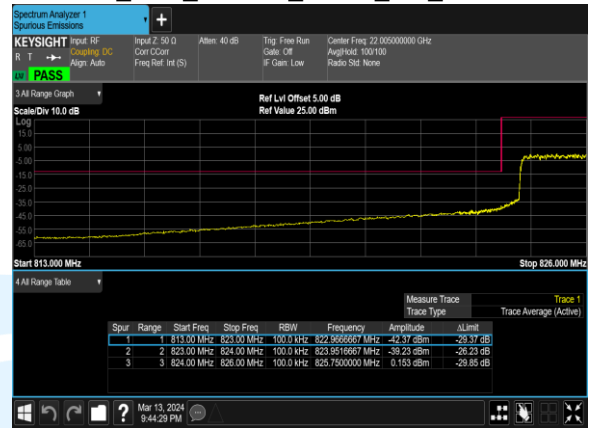 Spectrum Analyzer 1
Spurious Emissions
+
KEYSIGHT Input: RF Input Z: 50 Ω Atten: 40 dB Trig: Free Run Center Freq: 22.005000000 GHz
R T Coupling: DC Corr CCorr Gate: Off Avg|Hold: 100/100
Align: Auto Freq Ref: Int (S) IF Gain: Low Radio Std: None
PASS
3 All Range Graph
Scale/Div 10.0 dB
Ref Lvl Offset 5.00 dB
Ref Value 25.00 dBm
Log
15.0
5.00
-5.00
-15.0
-25.0
-35.0
-45.0
-55.0
-65.0
Start 813.000 MHz Stop 826.000 MHz
4 All Range Table
Measure Trace Trace 1
Trace Type Trace Average (Active)
Spur Range Start Freq Stop Freq RBW Frequency Amplitude ΔLimit
1 1 813.00 MHz 823.00 MHz 100.0 kHz 822.9666667 MHz -42.37 dBm -29.37 dB
2 2 823.00 MHz 824.00 MHz 100.0 kHz 823.9516667 MHz -39.23 dBm -26.23 dB
3 3 824.00 MHz 826.00 MHz 100.0 kHz 825.7500000 MHz 0.153 dBm -29.85 dB
? Mar 13, 2024
9:44:29 PM